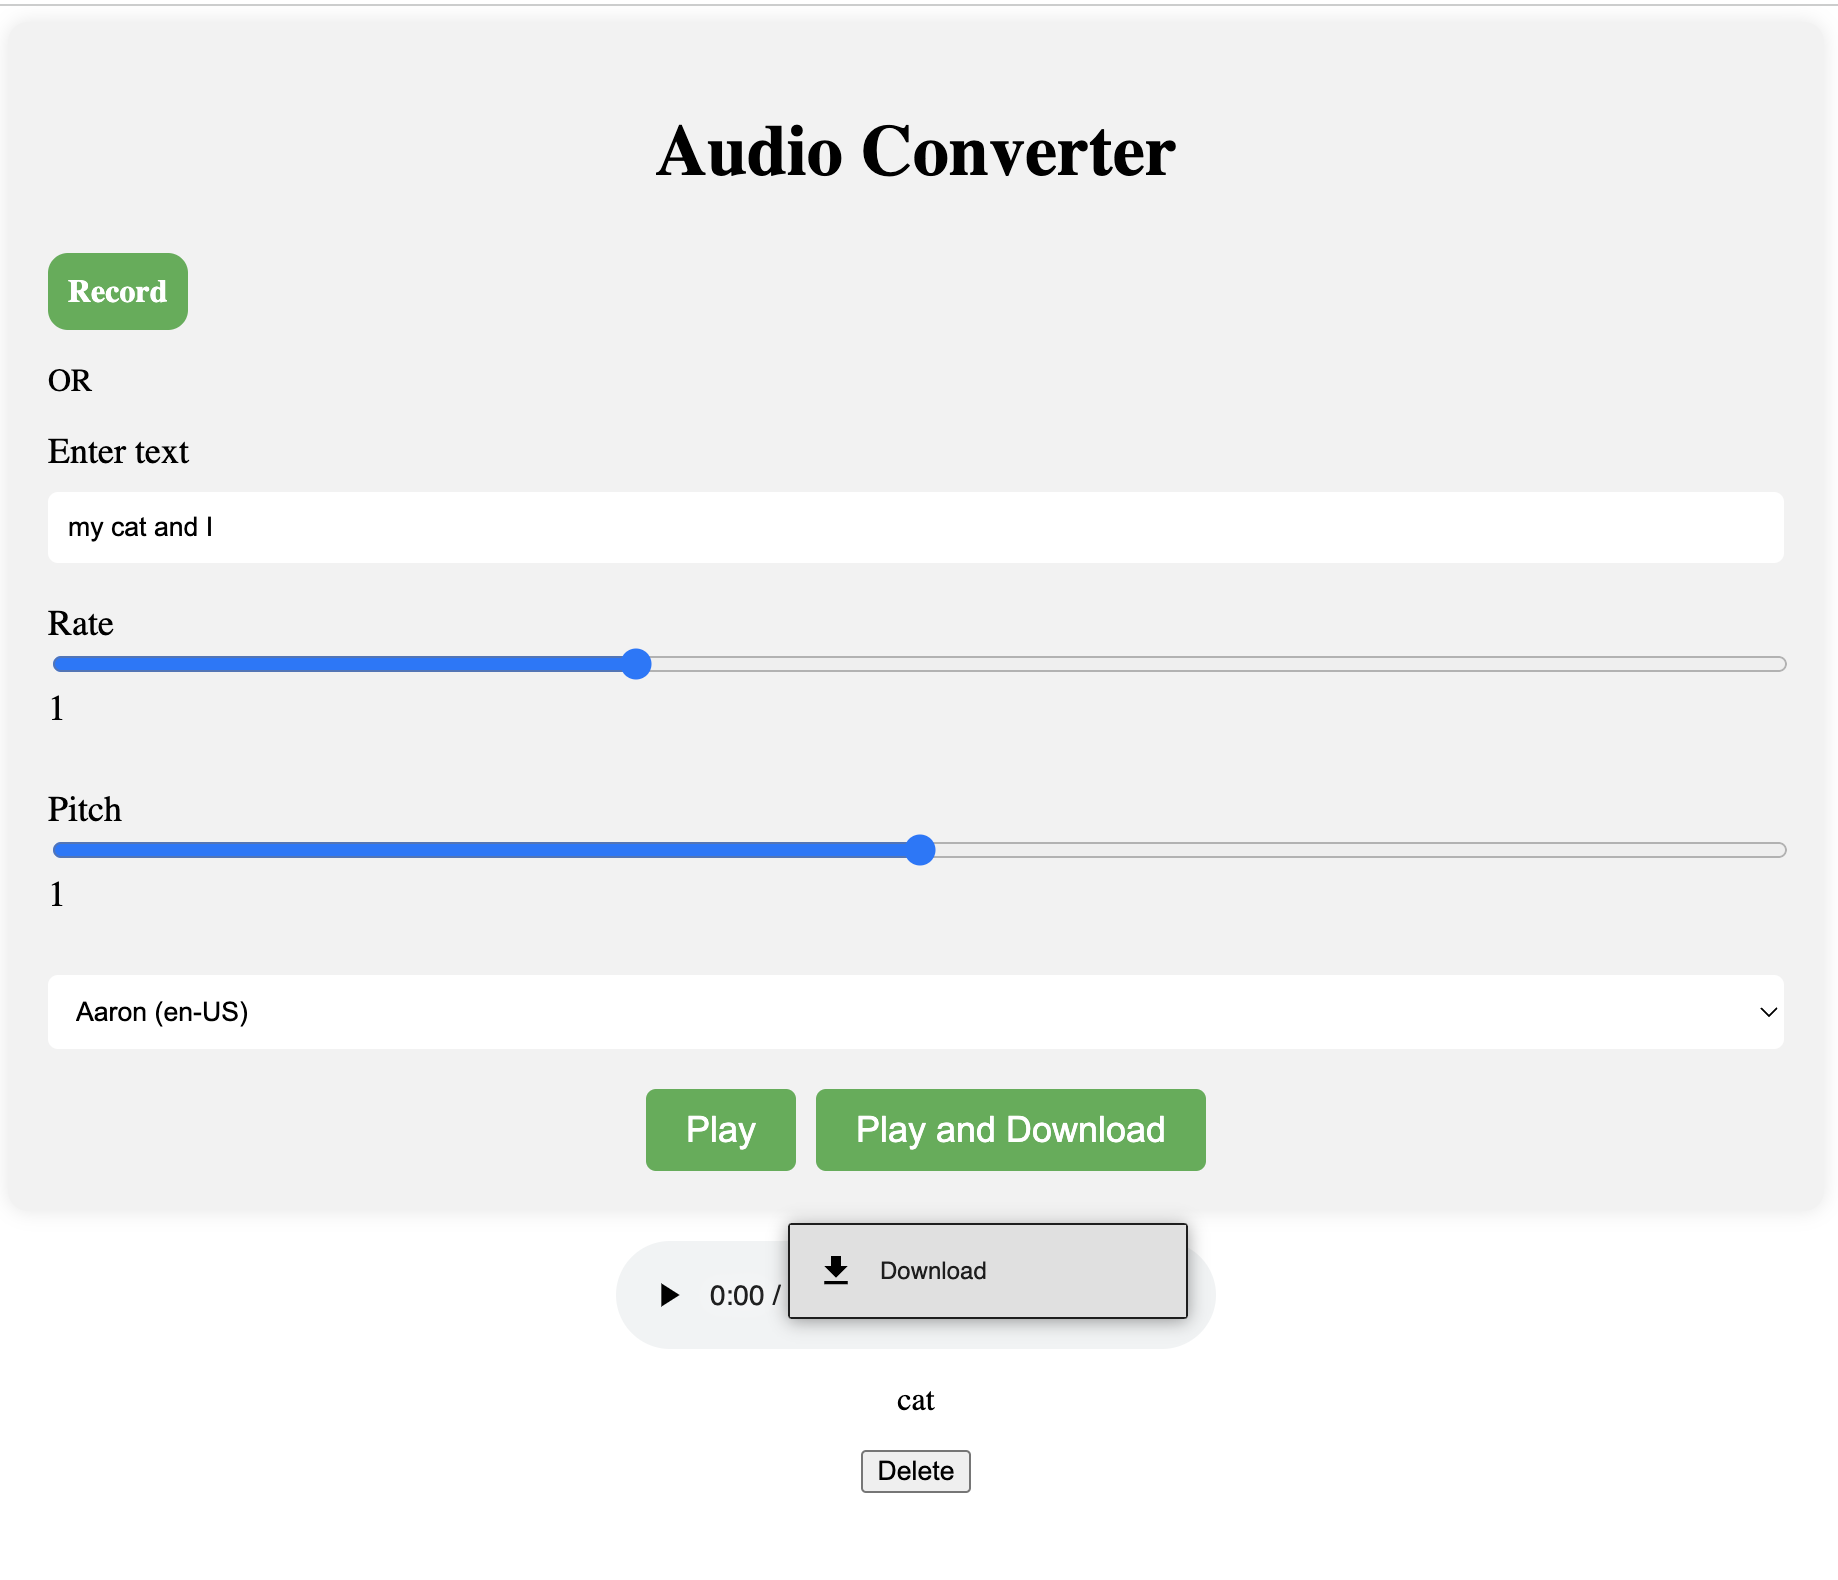 Audio Converter
Record
OR
Enter text
my cat and I
Rate
1
Pitch
1
Aaron (en-US)
Play
Play and Download
Download
0:00 /
cat
Delete